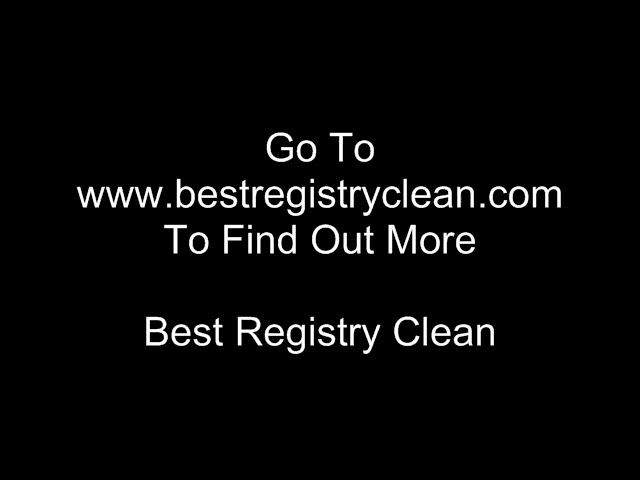 Go To
www.bestregistryclean.com
To Find Out More
Best Registry Clean